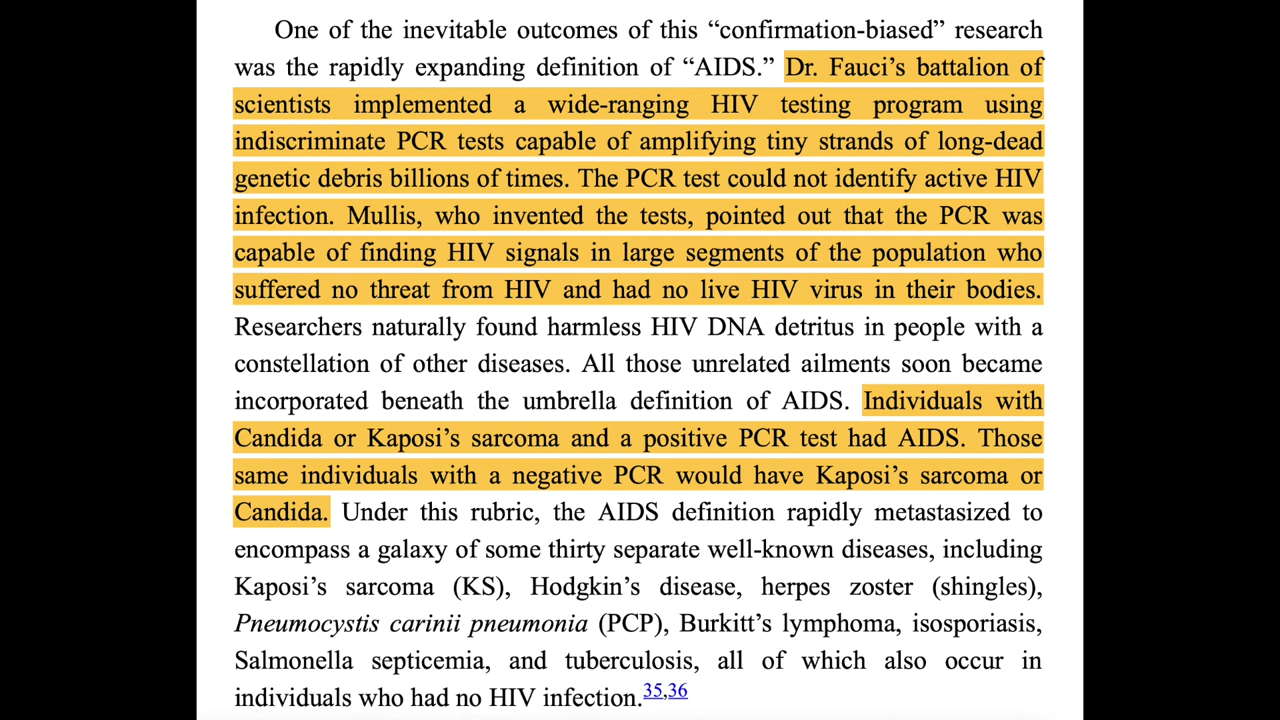 One of the inevitable outcomes of this “confirmation-biased” research
was the rapidly expanding definition of “AIDS.” Dr. Fauci’s battalion of
scientists implemented a wide-ranging HIV testing program using
indiscriminate PCR tests capable of amplifying tiny strands of long-dead
genetic debris billions of times. The PCR test could not identify active HIV
infection. Mullis, who invented the tests, pointed out that the PCR was
capable of finding HIV signals in large segments of the population who
suffered no threat from HIV and had no live HIV virus in their bodies.
Researchers naturally found harmless HIV DNA detritus in people with a
constellation of other diseases. All those unrelated ailments soon became
incorporated beneath the umbrella definition of AIDS. Individuals with
Candida or Kaposi’s sarcoma and a positive PCR test had AIDS. Those
same individuals with a negative PCR would have Kaposi’s sarcoma or
Candida. Under this rubric, the AIDS definition rapidly metastasized to
encompass a galaxy of some thirty separate well-known diseases, including
Kaposi’s sarcoma (KS), Hodgkin’s disease, herpes zoster (shingles),
Pneumocystis carinii pneumonia (PCP), Burkitt’s lymphoma, isosporiasis,
Salmonella septicemia, and tuberculosis, all of which also occur in
individuals who had no HIV infection.35,36